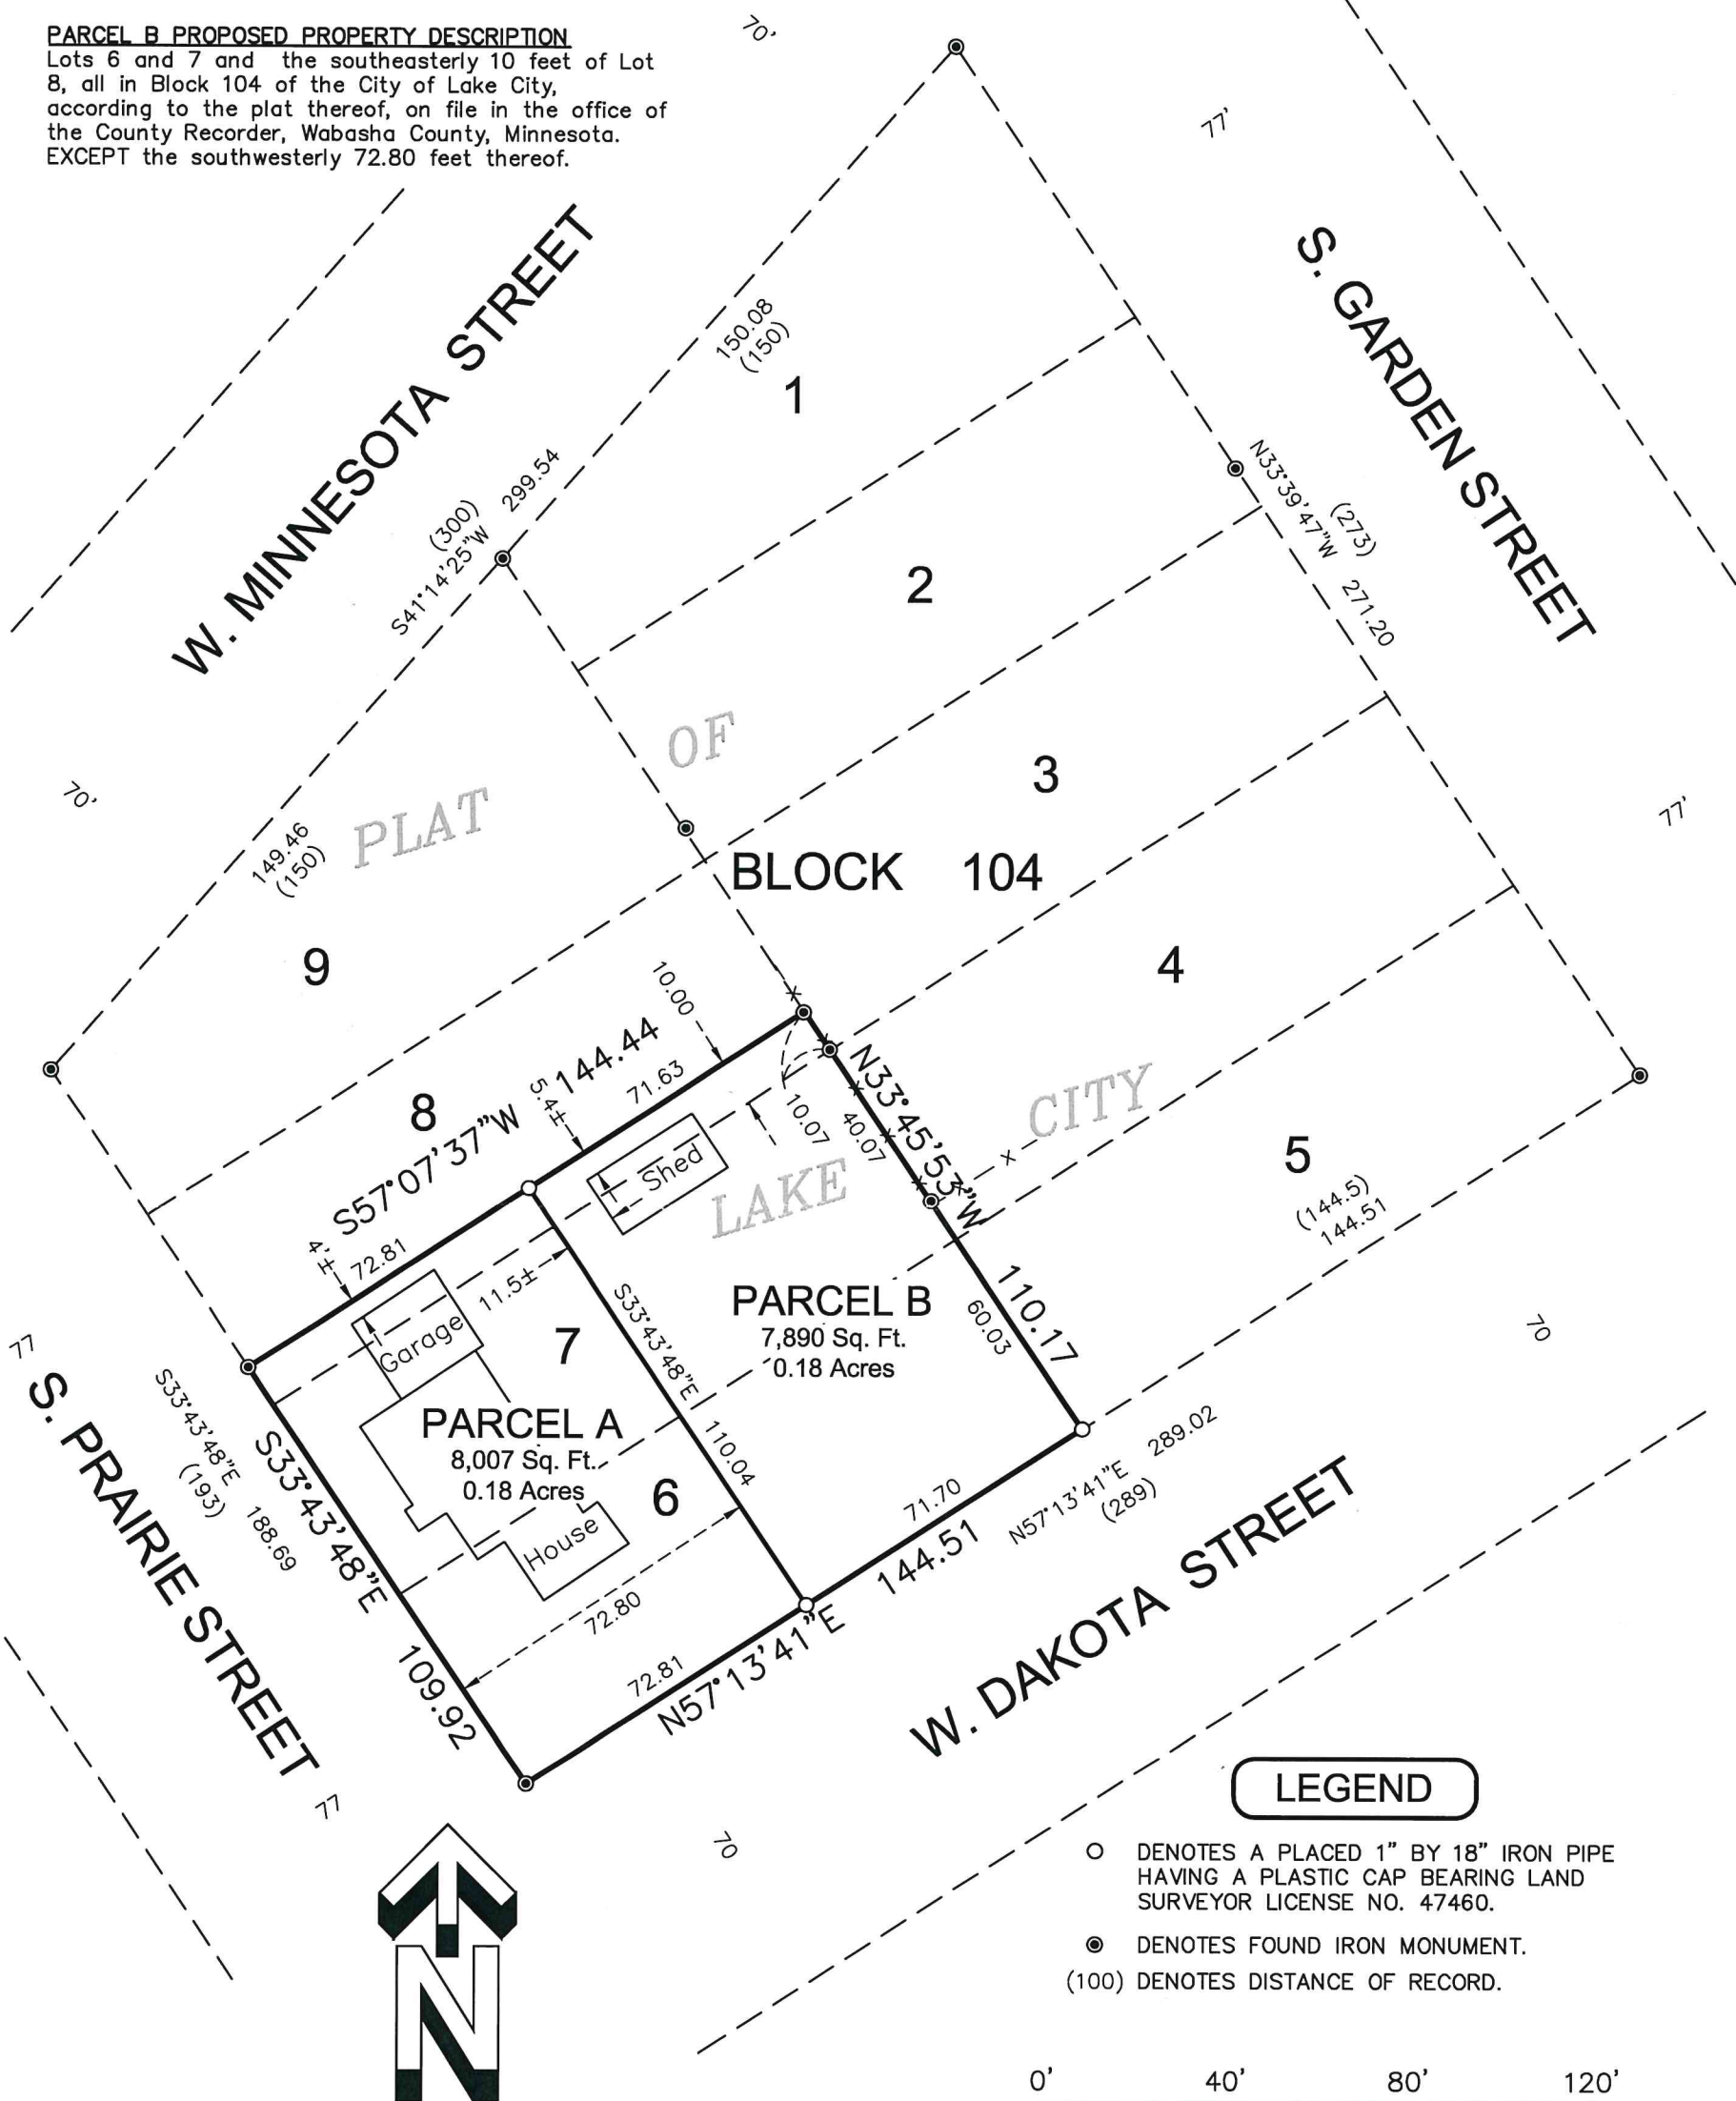 PARCEL B PROPOSED PROPERTY DESCRIPTION
Lots 6 and 7 and the southeasterly 10 feet of Lot
8, all in Block 104 of the City of Lake City,
according to the plat thereof, on file in the office of
the County Recorder, Wabasha County, Minnesota.
EXCEPT the southwesterly 72.80 feet thereof.
70'
77'
W. MINNESOTA STREET
S. GARDEN STREET
150.08
(150)
1
(300)
S41°14'25"W 299.54
N33°39'47"W 271.20
(273)
2
PLAT OF
LAKE CITY
3
70'
77'
149.46
(150)
BLOCK 104
9
4
10.00
S57°07'37"W 144.44
5.4±
71.63
8
4'±
72.81
Shed
10.07
40.07
N33°45'53"W 110.17
60.03
5
(144.5)
144.51
Garage
11.5±
7
S33°43'48"E 110.04
PARCEL B
7,890 Sq. Ft.
0.18 Acres
77
70
S. PRAIRIE STREET
S33°43'48"E 188.69
(193)
S33°43'48"E 109.92
PARCEL A
8,007 Sq. Ft.
0.18 Acres
6
House
72.80
71.70
N57°13'41"E 289.02
(289)
72.81
N57°13'41"E 144.51
W. DAKOTA STREET
77
70
N
LEGEND
DENOTES A PLACED 1" BY 18" IRON PIPE
HAVING A PLASTIC CAP BEARING LAND
SURVEYOR LICENSE NO. 47460.
DENOTES FOUND IRON MONUMENT.
(100) DENOTES DISTANCE OF RECORD.
0' 40' 80' 120'